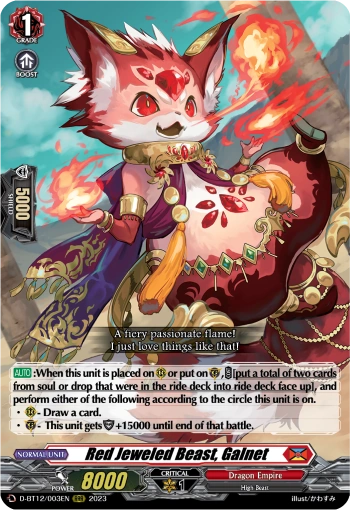 1
GRADE
BOOST
5000
SHIELD
A fiery passionate flame!
I just love things like that!
AUTO :When this unit is placed on or put on , [put a total of two cards
from soul or drop that were in the ride deck into ride deck face up], and
perform either of the following according to the circle this unit is on.
• - Draw a card.
• - This unit gets +15000 until end of that battle.
NORMAL UNIT
Red Jeweled Beast, Galnet
POWER
8000
CRITICAL
1
Dragon Empire
High Beast
D-BT12/003EN RRR 2023
illust/かわすみ